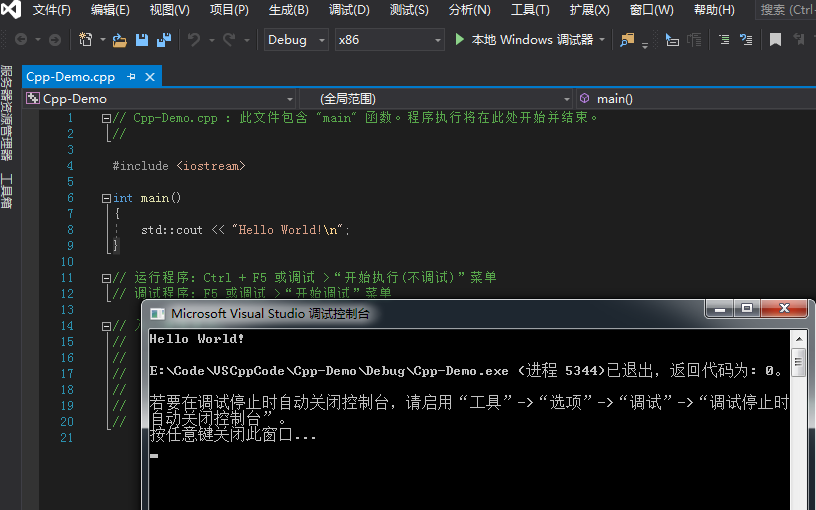 文件(F) 编辑(E) 视图(V) 项目(P) 生成(B) 调试(D) 测试(S) 分析(N) 工具(T) 扩展(X) 窗口(W) 帮助(H) 搜索 (Ctrl+
Debug x86 本地 Windows 调试器
服务器资源管理器
工具箱
Cpp-Demo.cpp
Cpp-Demo (全局范围) main()
1 // Cpp-Demo.cpp : 此文件包含 "main" 函数。程序执行将在此处开始并结束。
2 //
3
4 #include <iostream>
5
6 int main()
7 {
8 std::cout << "Hello World!\n";
9 }
10
11 // 运行程序: Ctrl + F5 或调试 >“开始执行(不调试)”菜单
12 // 调试程序: F5 或调试 >“开始调试”菜单
13
14 //
15 //
16 //
17 //
18 //
19 //
20 //
21
Microsoft Visual Studio 调试控制台
Hello World!
E:\Code\VSCppCode\Cpp-Demo\Debug\Cpp-Demo.exe (进程 5344)已退出，返回代码为: 0。
若要在调试停止时自动关闭控制台，请启用“工具”->“选项”->“调试”->“调试停止时
自动关闭控制台”。
按任意键关闭此窗口...